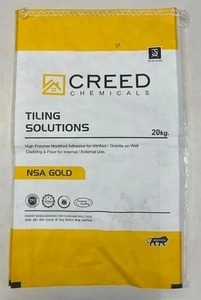 CREED
CHEMICALS
TILING
SOLUTIONS
20kg.
High Polymer Modified Adhesive for Vitrified / Granite on Wall
Cladding & Floor for Internal / External Use.
NSA GOLD